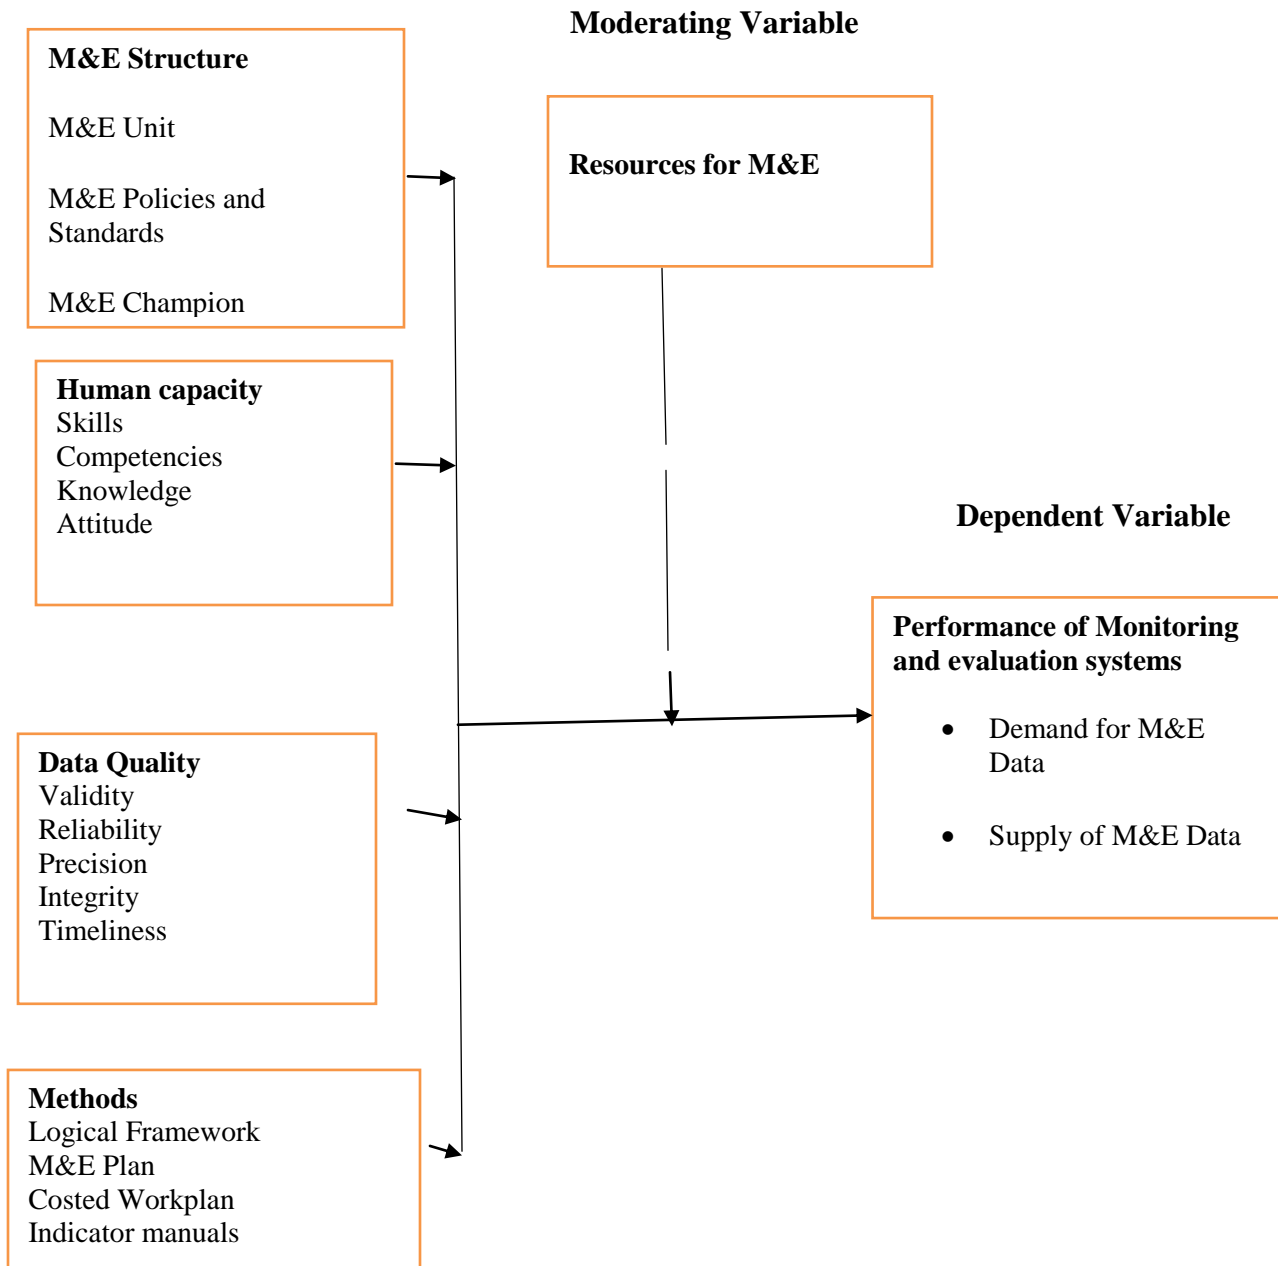 Moderating Variable
M&E Structure
M&E Unit
M&E Policies and
Standards
M&E Champion
Resources for M&E
Human capacity
Skills
Competencies
Knowledge
Attitude
Dependent Variable
Performance of Monitoring
and evaluation systems
• Demand for M&E
Data
• Supply of M&E Data
Data Quality
Validity
Reliability
Precision
Integrity
Timeliness
Methods
Logical Framework
M&E Plan
Costed Workplan
Indicator manuals